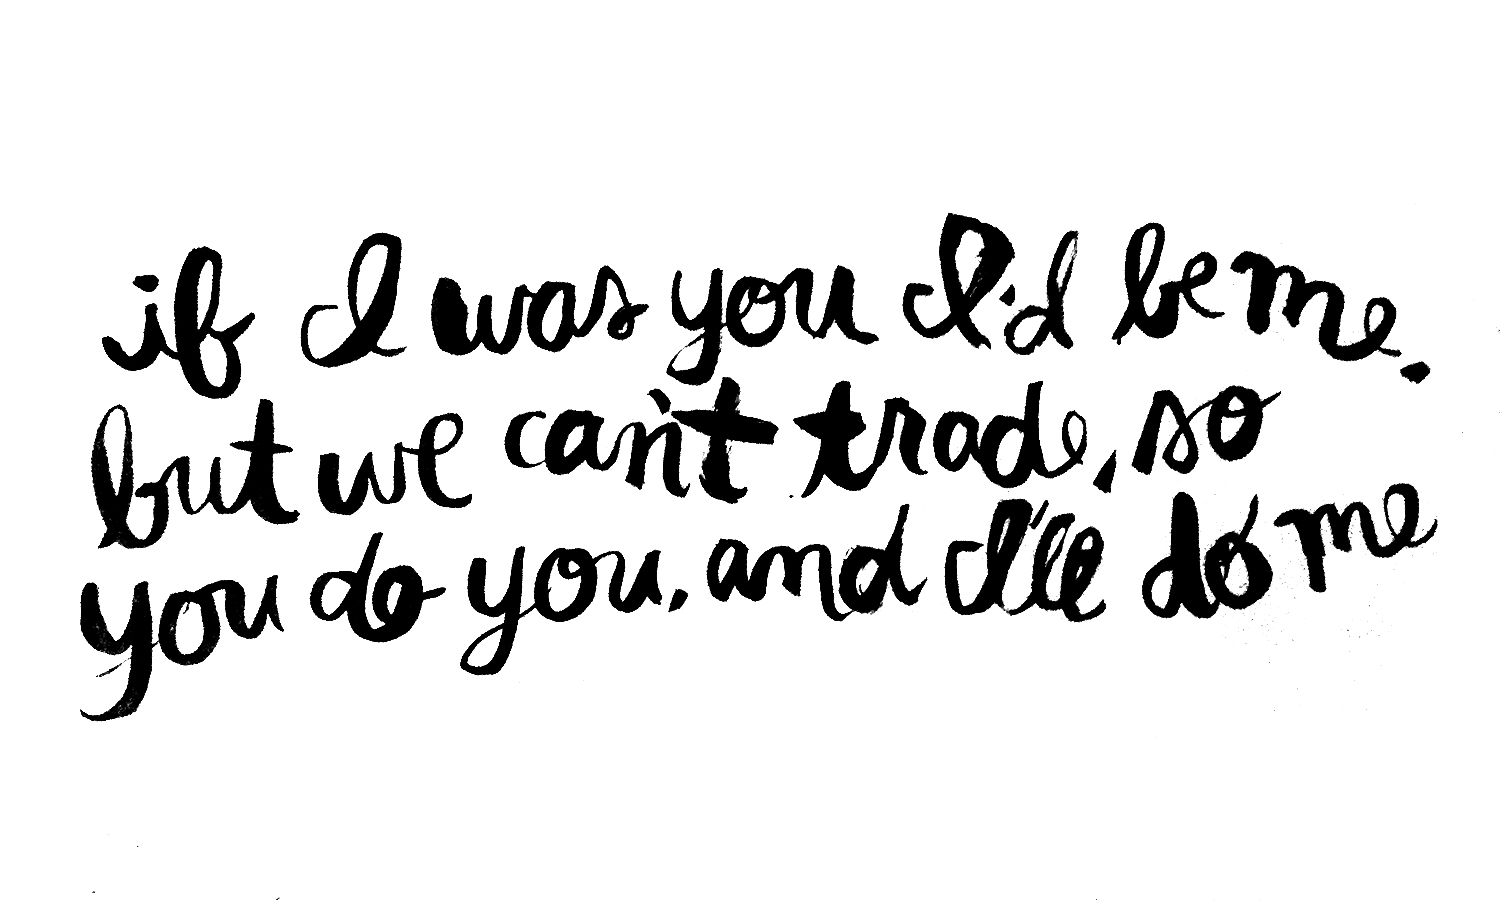 if I was you I'd be me.
but we can't trade, so
you do you, and I'll do me